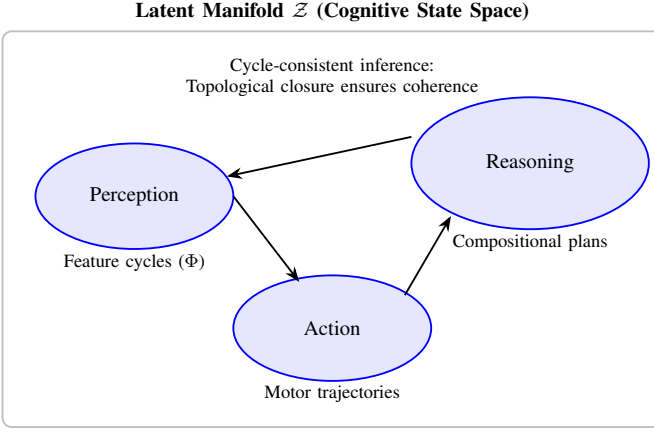 Latent Manifold 𝒵 (Cognitive State Space)
Cycle-consistent inference:
Topological closure ensures coherence
Reasoning
Perception
Compositional plans
Feature cycles (Φ)
Action
Motor trajectories